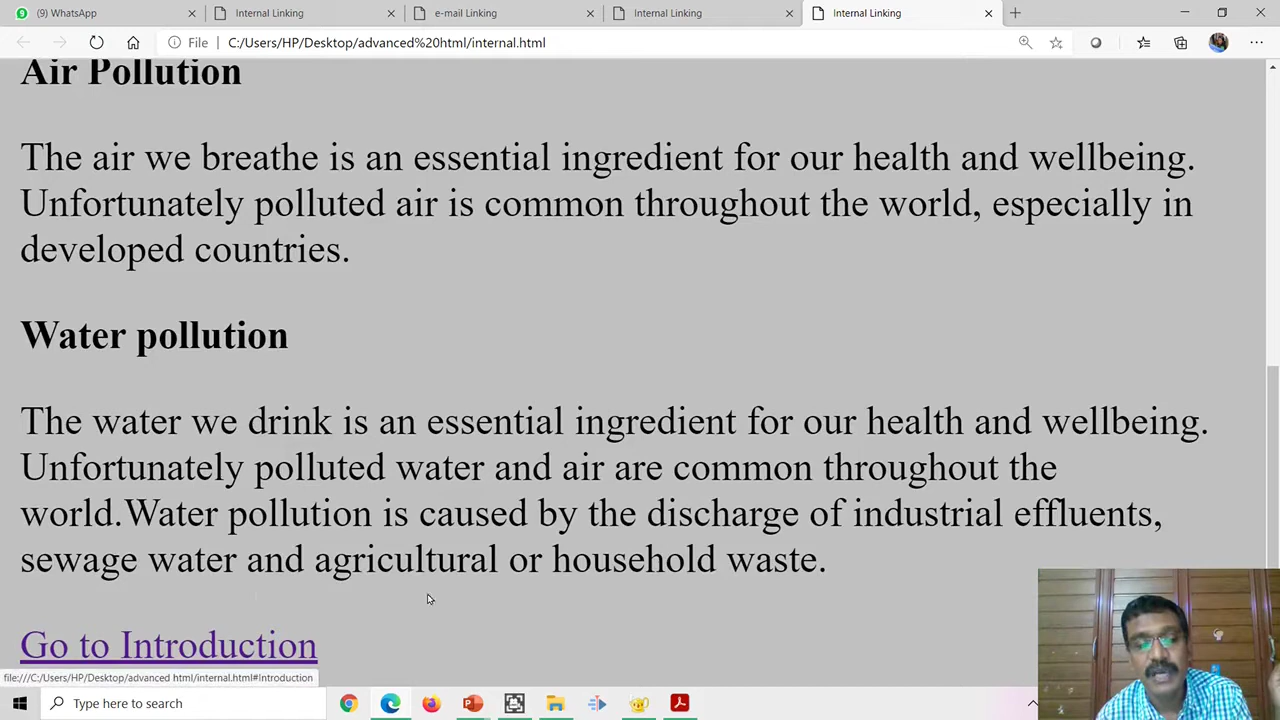 (9) WhatsApp
Internal Linking
e-mail Linking
Internal Linking
Internal Linking
File
C:/Users/HP/Desktop/advanced%20html/internal.html
Air Pollution
The air we breathe is an essential ingredient for our health and wellbeing.
Unfortunately polluted air is common throughout the world, especially in
developed countries.
Water pollution
The water we drink is an essential ingredient for our health and wellbeing.
Unfortunately polluted water and air are common throughout the
world.Water pollution is caused by the discharge of industrial effluents,
sewage water and agricultural or household waste.
Go to Introduction
file:///C:/Users/HP/Desktop/advanced html/internal.html#Introduction
Type here to search